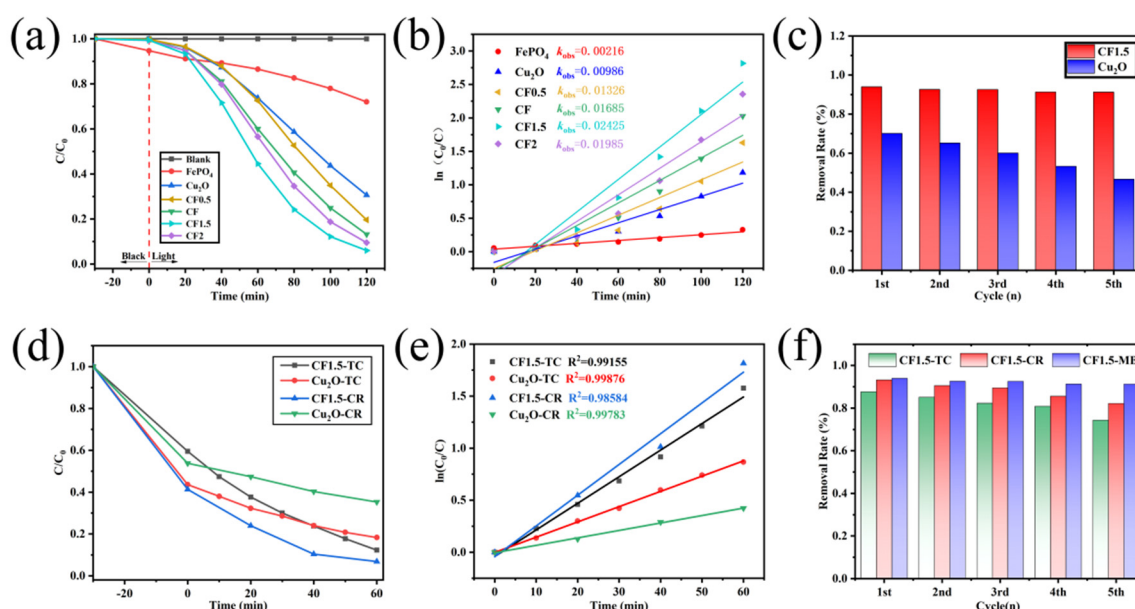 (a)
C/C0
1.0
0.8
0.6
0.4
0.2
0.0
Blank
FePO4
Cu2O
CF0.5
CF
CF1.5
CF2
Black Light
-20 0 20 40 60 80 100 120
Time (min)
(b)
ln (C0/C)
3.0
2.5
2.0
1.5
1.0
0.5
0.0
FePO4 kobs=0.00216
Cu2O kobs=0.00986
CF0.5 kobs=0.01326
CF kobs=0.01685
CF1.5 kobs=0.02425
CF2 kobs=0.01985
0 20 40 60 80 100 120
Time (min)
(c)
Removal Rate (%)
1.0
0.8
0.6
0.4
0.2
0.0
CF1.5
Cu2O
1st 2nd 3rd 4th 5th
Cycle (n)
(d)
C/C0
1.0
0.8
0.6
0.4
0.2
0.0
CF1.5-TC
Cu2O-TC
CF1.5-CR
Cu2O-CR
-20 0 20 40 60
Time (min)
(e)
ln(C0/C)
2.0
1.5
1.0
0.5
0.0
CF1.5-TC R2=0.99155
Cu2O-TC R2=0.99876
CF1.5-CR R2=0.98584
Cu2O-CR R2=0.99783
0 10 20 30 40 50 60
Time (min)
(f)
Removal Rate (%)
1.0
0.8
0.6
0.4
0.2
0.0
CF1.5-TC CF1.5-CR
1st 2nd 3rd 4th 5th
Cycle(n)